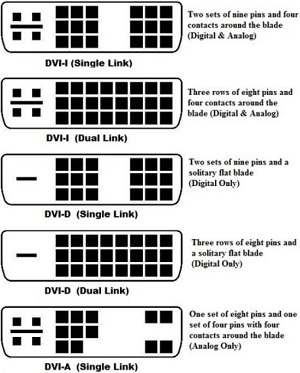 Two sets of nine pins and four
contacts around the blade
(Digital & Analog)
DVI-I (Single Link)
Three rows of eight pins and
four contacts around the
blade (Digital & Analog)
DVI-I (Dual Link)
Two sets of nine pins and a
solitary flat blade
(Digital Only)
DVI-D (Single Link)
Three rows of eight pins and
a solitary flat blade
(Digital Only)
DVI-D (Dual Link)
One set of eight pins and one
set of four pins with four
contacts around the blade
(Analog Only)
DVI-A (Single Link)